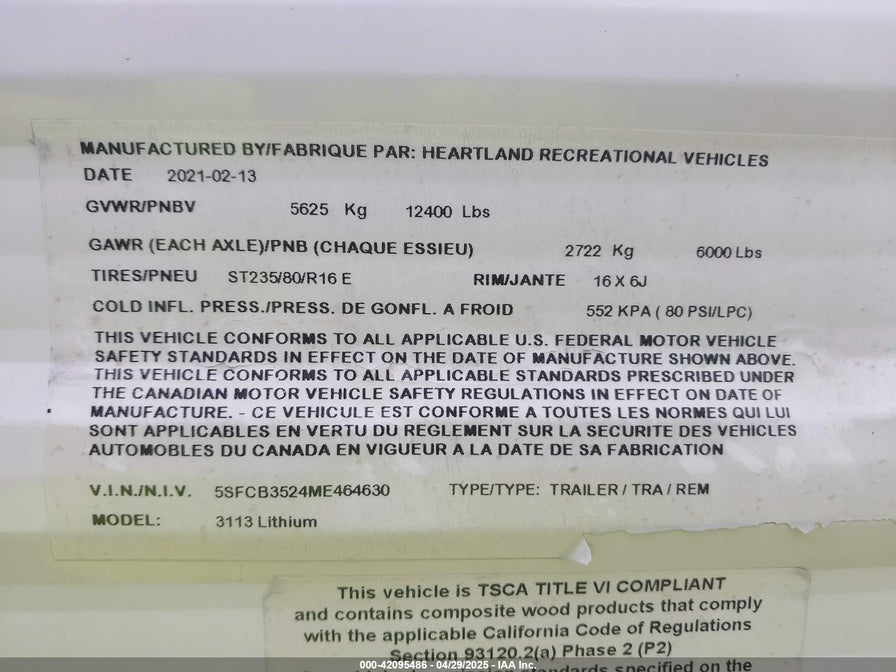 MANUFACTURED BY/FABRIQUE PAR: HEARTLAND RECREATIONAL VEHICLES
DATE 2021-02-13
GVWR/PNBV 5625 Kg 12400 Lbs
GAWR (EACH AXLE)/PNB (CHAQUE ESSIEU) 2722 Kg 6000 Lbs
TIRES/PNEU ST235/80/R16 E RIM/JANTE 16 X 6J
COLD INFL. PRESS./PRESS. DE GONFL. A FROID 552 KPA ( 80 PSI/LPC)
THIS VEHICLE CONFORMS TO ALL APPLICABLE U.S. FEDERAL MOTOR VEHICLE
SAFETY STANDARDS IN EFFECT ON THE DATE OF MANUFACTURE SHOWN ABOVE.
THIS VEHICLE CONFORMS TO ALL APPLICABLE STANDARDS PRESCRIBED UNDER
THE CANADIAN MOTOR VEHICLE SAFETY REGULATIONS IN EFFECT ON DATE OF
MANUFACTURE. - CE VEHICULE EST CONFORME A TOUTES LES NORMES QUI LUI
SONT APPLICABLES EN VERTU DU REGLEMENT SUR LA SECURITE DES VEHICLES
AUTOMOBILES DU CANADA EN VIGUEUR A LA DATE DE SA FABRICATION
V.I.N./N.I.V. 5SFCB3524ME464630 TYPE/TYPE: TRAILER / TRA / REM
MODEL: 3113 Lithium
This vehicle is TSCA TITLE VI COMPLIANT
and contains composite wood products that comply
with the applicable California Code of Regulations
Section 93120.2(a) Phase 2 (P2)
standards specified on the
000-42095486 - 04/29/2025 - IAA Inc.